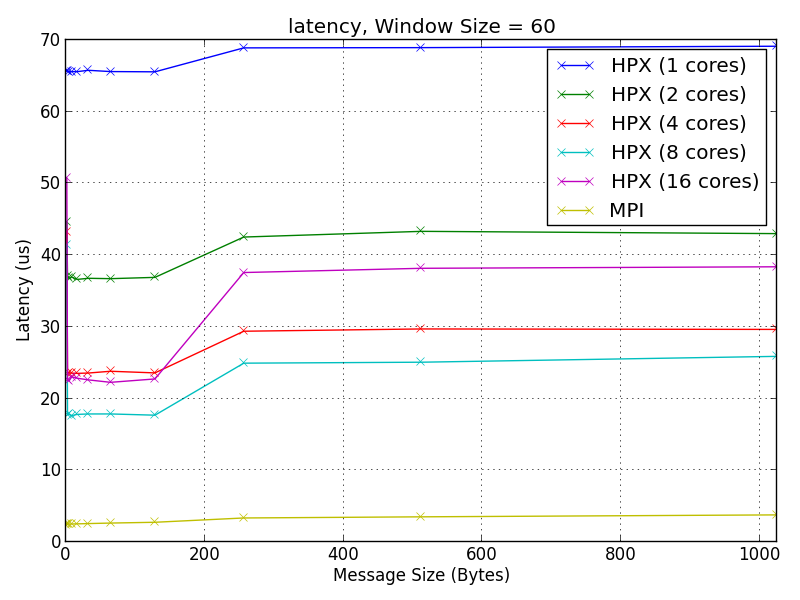 latency, Window Size = 60
70
60
50
40
30
20
10
0
Latency (us)
HPX (1 cores)
HPX (2 cores)
HPX (4 cores)
HPX (8 cores)
HPX (16 cores)
MPI
0 200 400 600 800 1000
Message Size (Bytes)